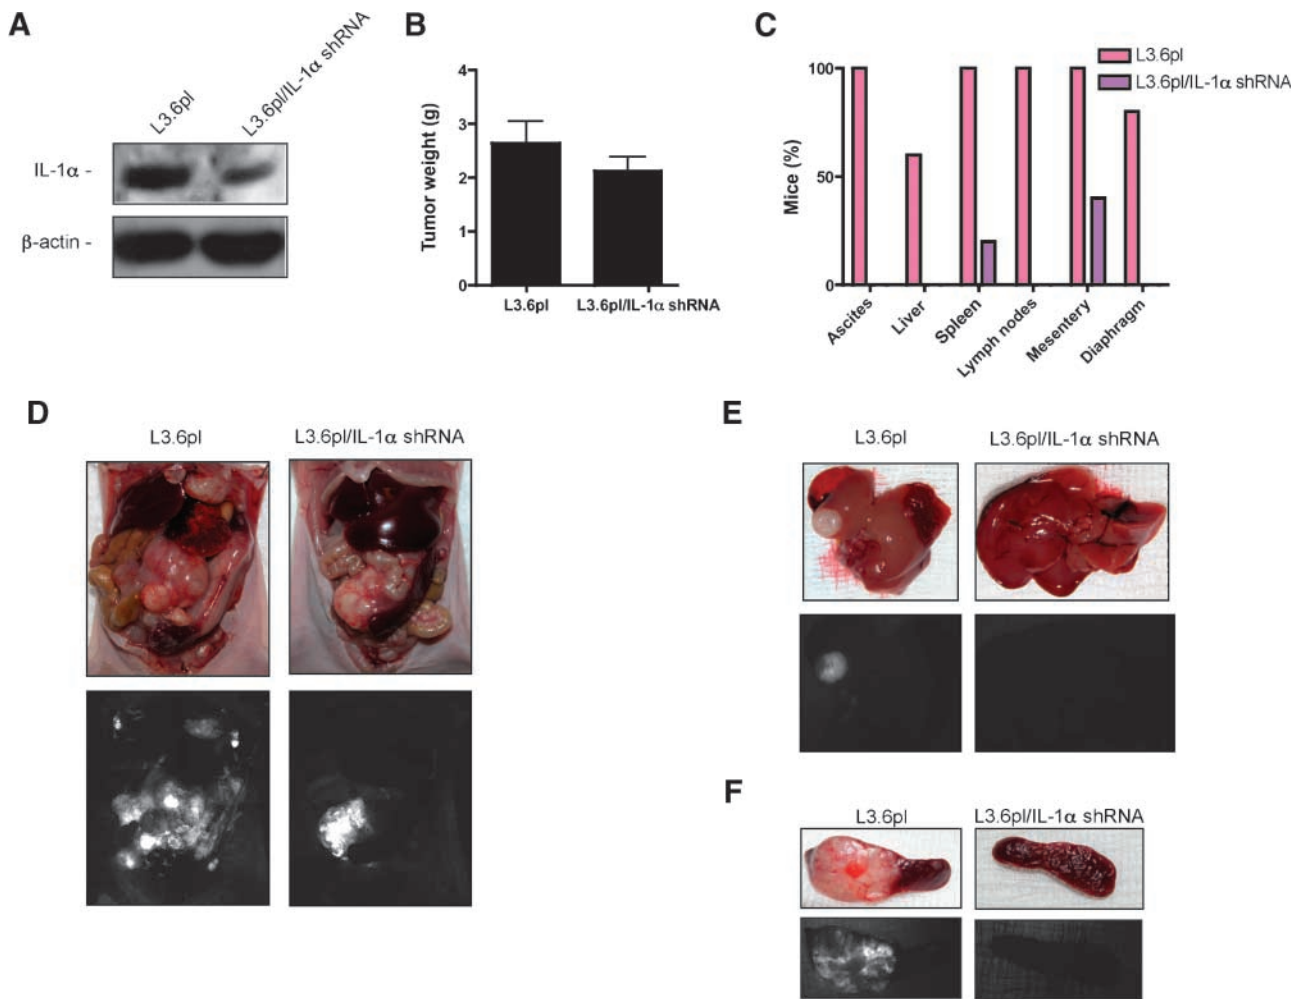 A
L3.6pl
L3.6pl/IL-1α shRNA
IL-1α -
β-actin -
B
Tumor weight (g)
4
3
2
1
0
L3.6pl
L3.6pl/IL-1α shRNA
C
L3.6pl
L3.6pl/IL-1α shRNA
Mice (%)
100
50
0
Ascites
Liver
Spleen
Lymph nodes
Mesentery
Diaphragm
D
L3.6pl
L3.6pl/IL-1α shRNA
E
L3.6pl
L3.6pl/IL-1α shRNA
F
L3.6pl
L3.6pl/IL-1α shRNA